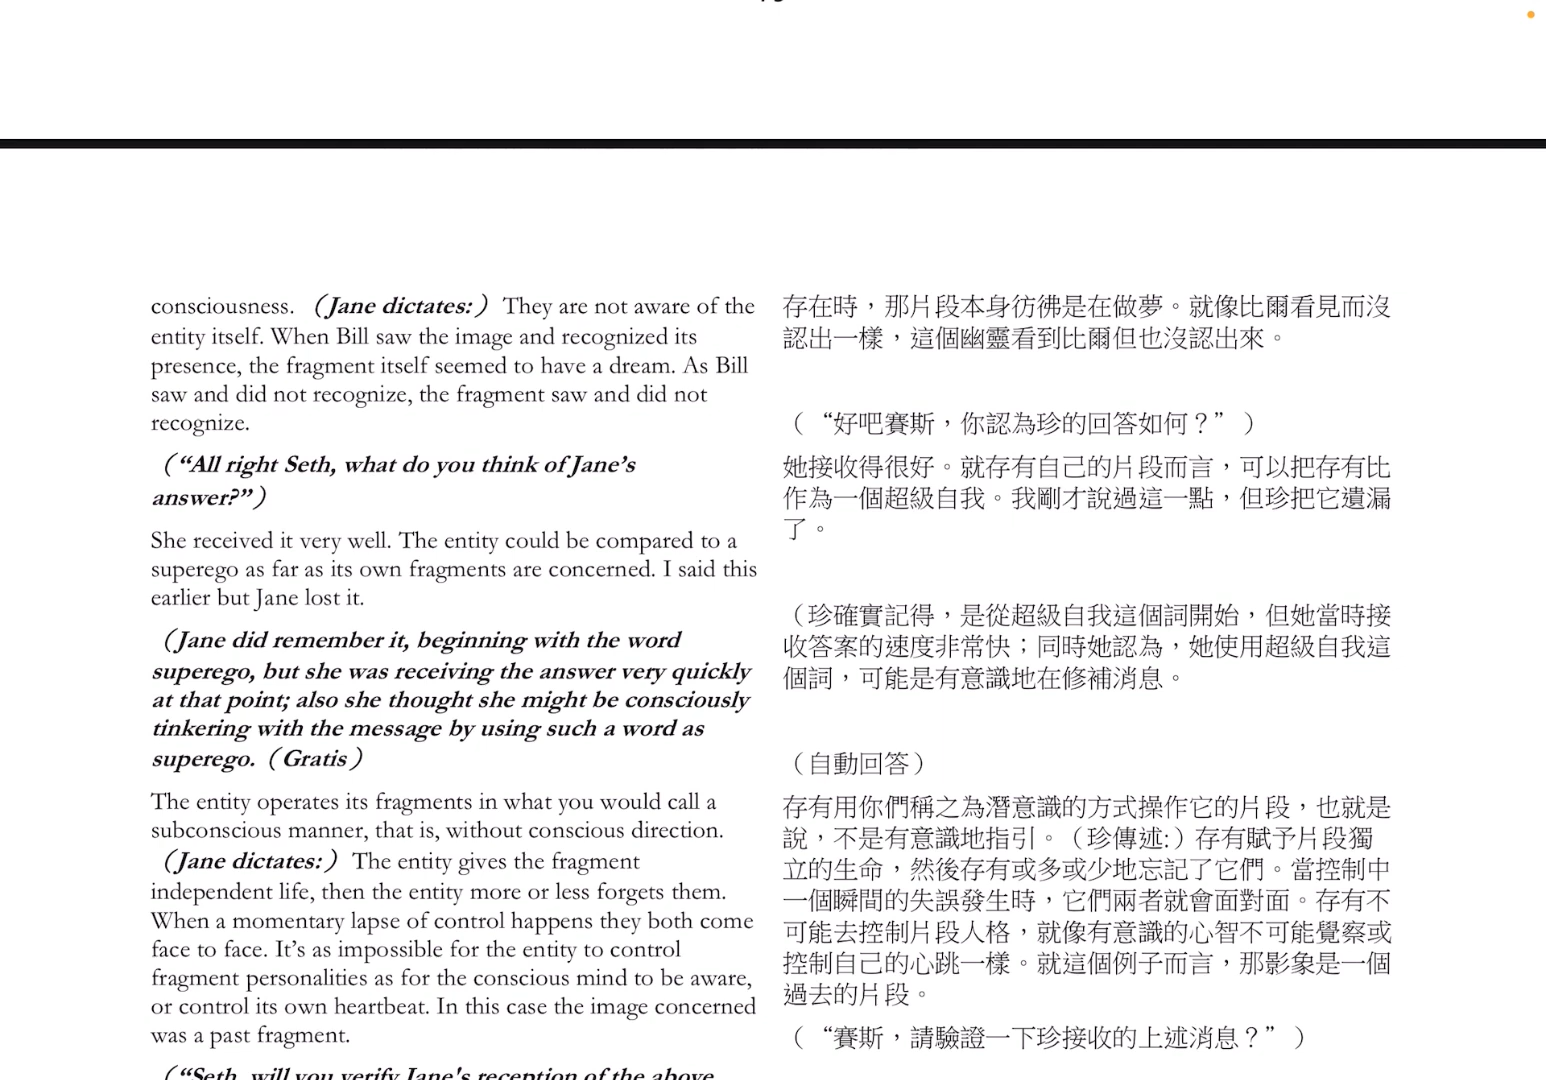 consciousness. （Jane dictates:）They are not aware of the
entity itself. When Bill saw the image and recognized its
presence, the fragment itself seemed to have a dream. As Bill
saw and did not recognize, the fragment saw and did not
recognize.
（“All right Seth, what do you think of Jane’s
answer?”）
She received it very well. The entity could be compared to a
superego as far as its own fragments are concerned. I said this
earlier but Jane lost it.
（Jane did remember it, beginning with the word
superego, but she was receiving the answer very quickly
at that point; also she thought she might be consciously
tinkering with the message by using such a word as
superego.（Gratis）
The entity operates its fragments in what you would call a
subconscious manner, that is, without conscious direction.
（Jane dictates:）The entity gives the fragment
independent life, then the entity more or less forgets them.
When a momentary lapse of control happens they both come
face to face. It’s as impossible for the entity to control
fragment personalities as for the conscious mind to be aware,
or control its own heartbeat. In this case the image concerned
was a past fragment.
（“Seth, will you verify Jane's reception of the above
存在時，那片段本身彷彿是在做夢。就像比爾看見而沒
認出一樣，這個幽靈看到比爾但也沒認出來。
（“好吧賽斯，你認為珍的回答如何？”）
她接收得很好。就存有自己的片段而言，可以把存有比
作為一個超級自我。我剛才說過這一點，但珍把它遺漏
了。
（珍確實記得，是從超級自我這個詞開始，但她當時接
收答案的速度非常快；同時她認為，她使用超級自我這
個詞，可能是有意識地在修補消息。
（自動回答）
存有用你們稱之為潛意識的方式操作它的片段，也就是
說，不是有意識地指引。（珍傳述:）存有賦予片段獨
立的生命，然後存有或多或少地忘記了它們。當控制中
一個瞬間的失誤發生時，它們兩者就會面對面。存有不
可能去控制片段人格，就像有意識的心智不可能覺察或
控制自己的心跳一樣。就這個例子而言，那影象是一個
過去的片段。
（“賽斯，請驗證一下珍接收的上述消息？”）